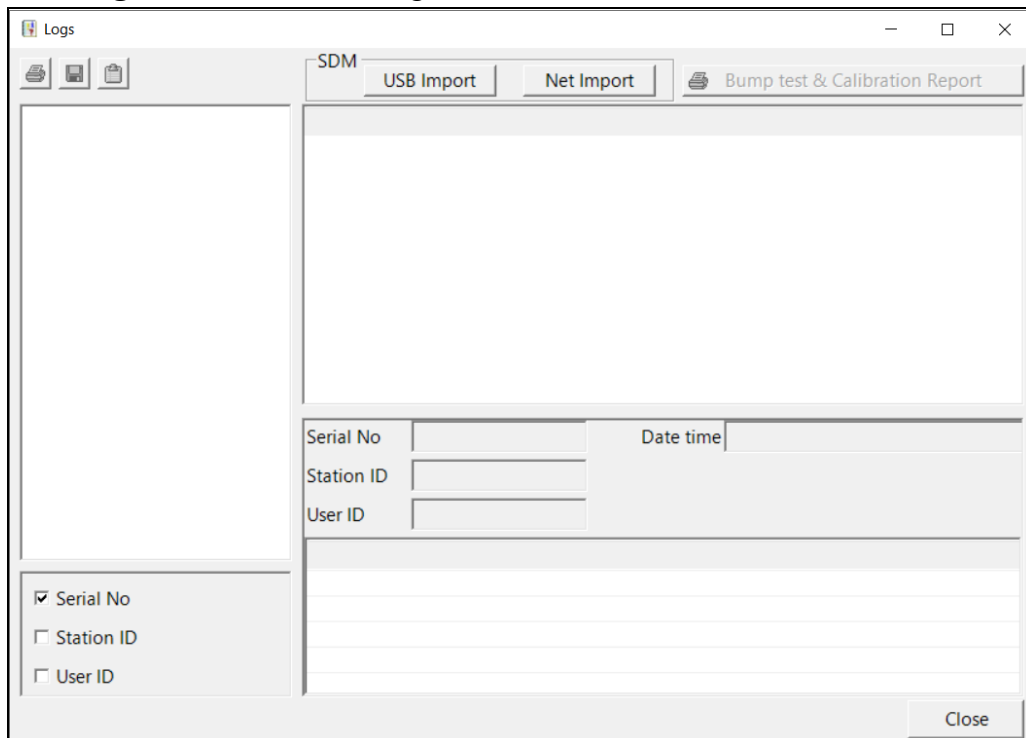 Logs
SDM
USB Import
Net Import
Bump test & Calibration Report
Serial No
Date time
Station ID
User ID
Serial No
Station ID
User ID
Close